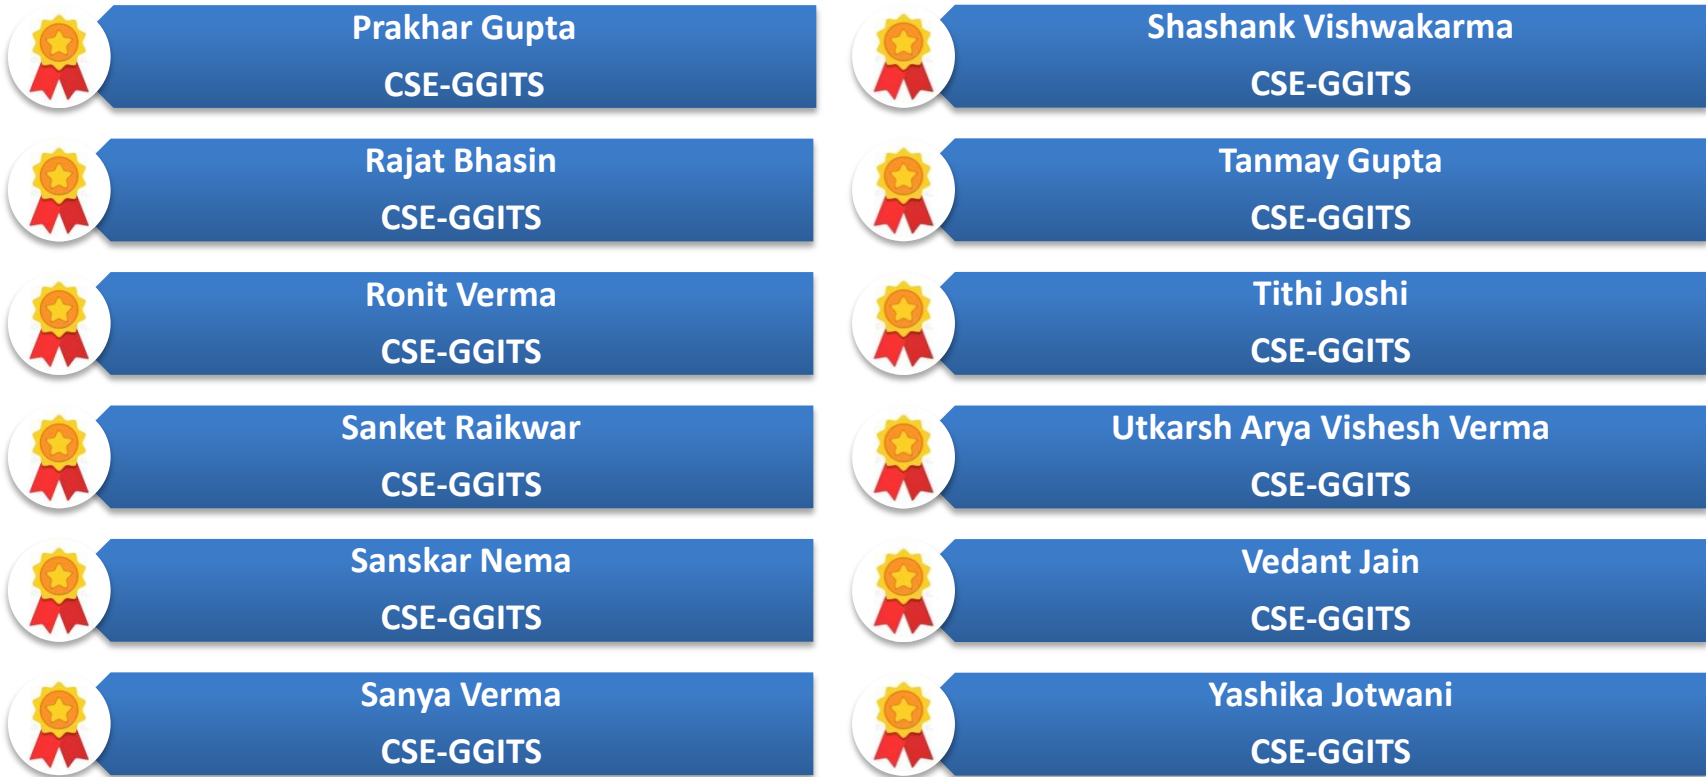 Prakhar Gupta
CSE-GGITS
Rajat Bhasin
CSE-GGITS
Ronit Verma
CSE-GGITS
Sanket Raikwar
CSE-GGITS
Sanskar Nema
CSE-GGITS
Sanya Verma
CSE-GGITS
Shashank Vishwakarma
CSE-GGITS
Tanmay Gupta
CSE-GGITS
Tithi Joshi
CSE-GGITS
Utkarsh Arya Vishesh Verma
CSE-GGITS
Vedant Jain
CSE-GGITS
Yashika Jotwani
CSE-GGITS